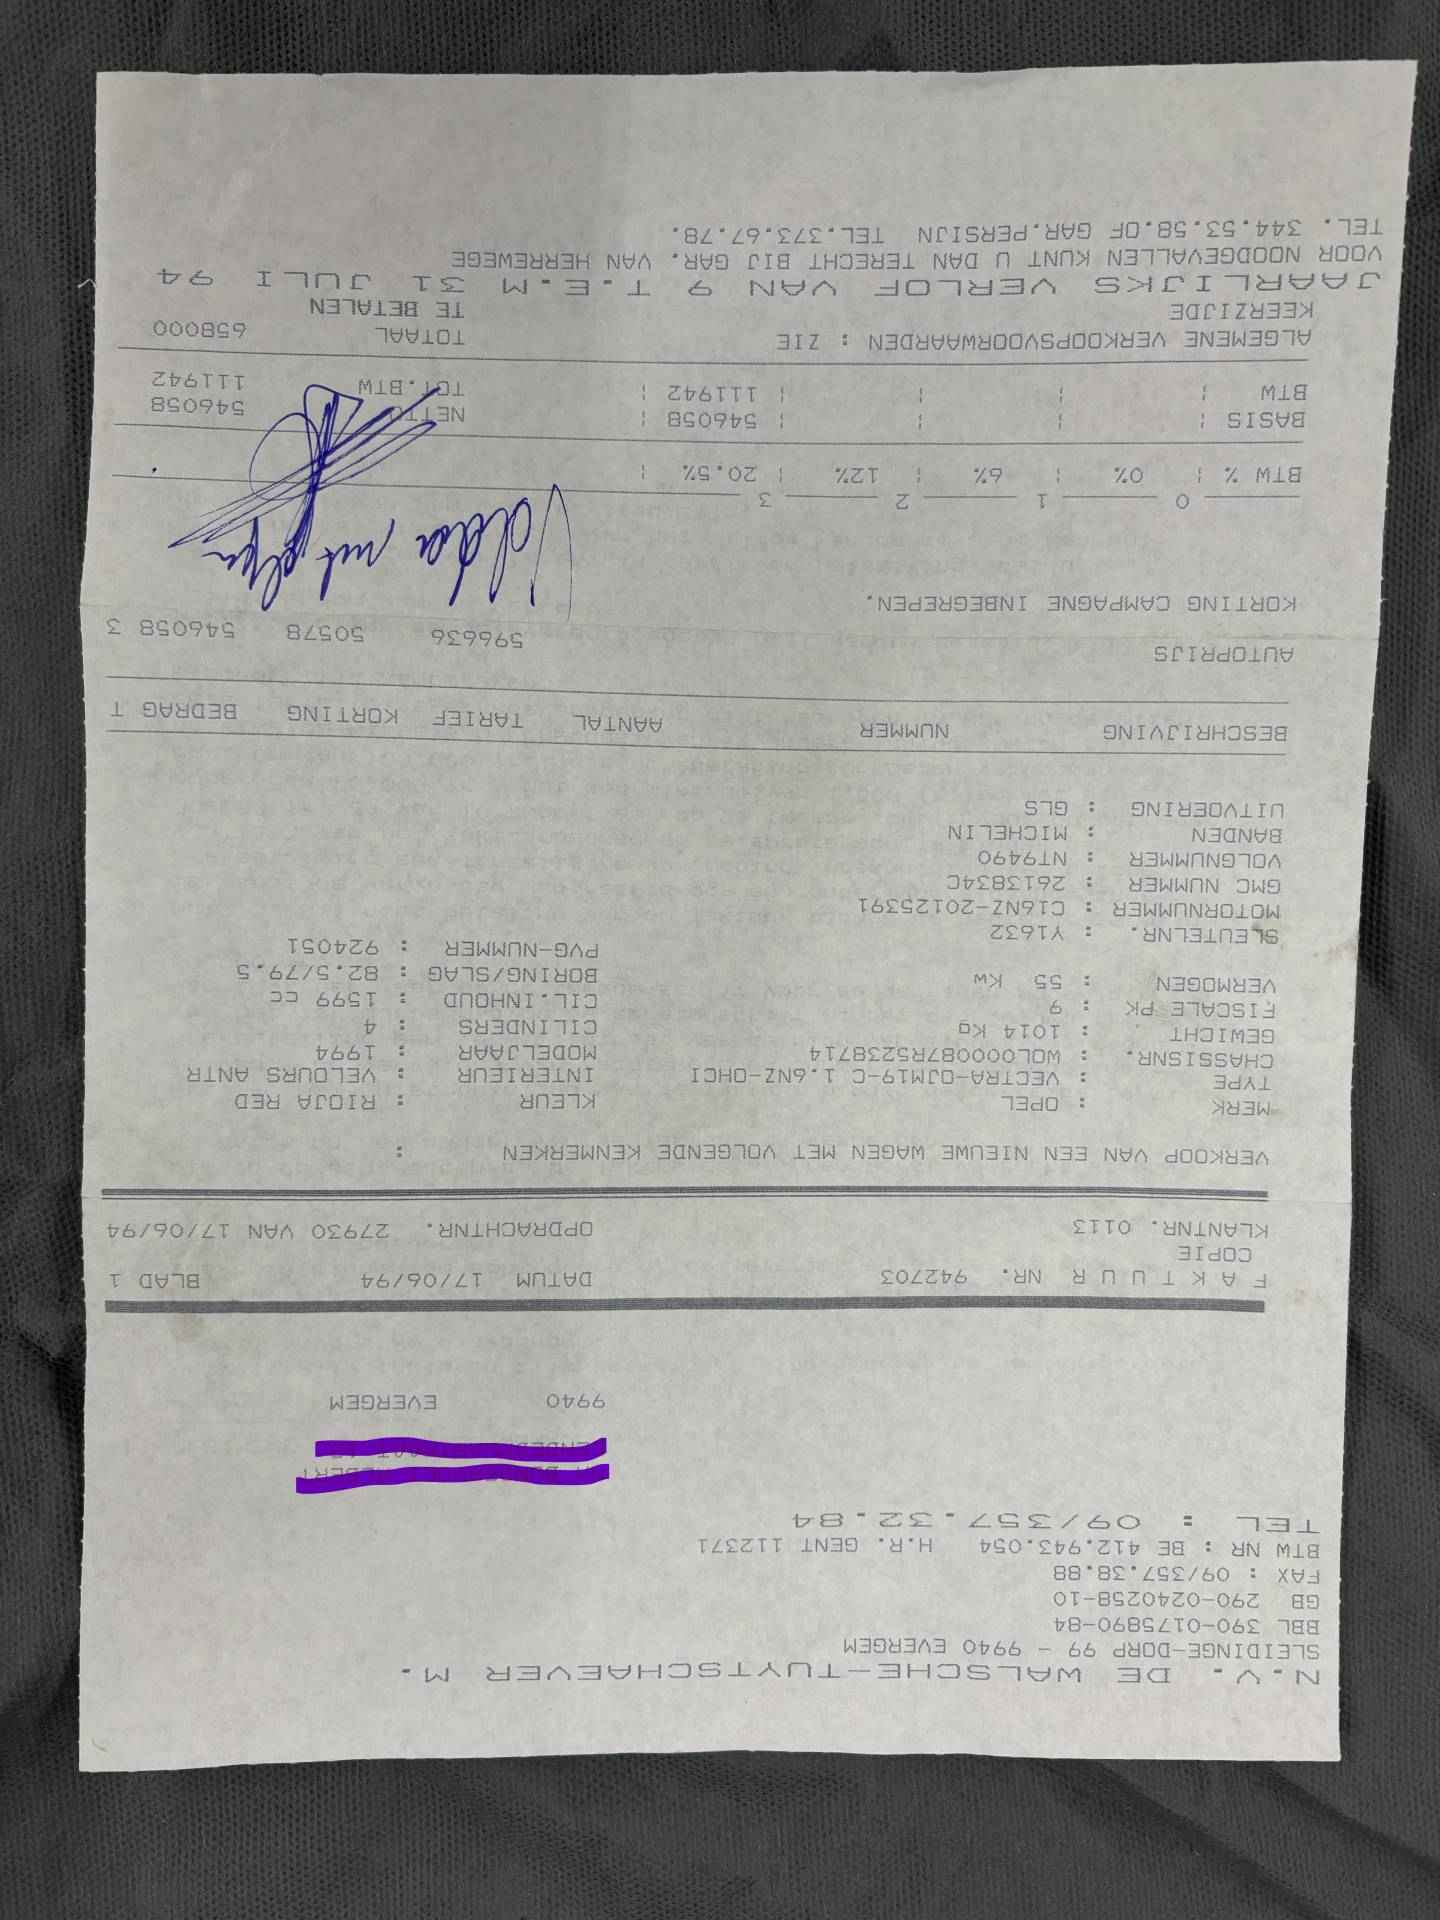 N.V. DE WALSCHE-TUYTSCHAEVER M.
SLEIDINGE-DORP 99 - 9940 EVERGEM
BBL 390-0175890-84
GB 290-0240258-10
FAX : 09/357.38.88
BTW NR : BE 412.943.054 H.R. GENT 112371
TEL : 09/357.32.84
9940 EVERGEM
F A K T U U R NR. 942703 DATUM 17/06/94 BLAD 1
COPIE
KLANTNR. 0113 OPDRACHTNR. 27930 VAN 17/06/94
VERKOOP VAN EEN NIEUWE WAGEN MET VOLGENDE KENMERKEN :
MERK : OPEL KLEUR : RIOJA RED
TYPE : VECTRA-OJM19-C 1.6NZ-OHCI INTERIEUR : VELOURS ANTR
CHASSISNR. : WOL000087R5238714 MODELJAAR : 1994
GEWICHT : 1014 Kg CILINDERS : 4
FISCALE PK : 9 CIL.INHOUD : 1599 cc
VERMOGEN : 55 Kw BORING/SLAG : 82.5/79.5
PVG-NUMMER : 924051
SLEUTELNR. : Y1632
MOTORNUMMER : C16NZ-20125391
GMC NUMMER : 2613834C
VOLGNUMMER : NT9490
BANDEN : MICHELIN
UITVOERING : GLS
BESCHRIJVING NUMMER AANTAL TARIEF KORTING BEDRAG T
AUTOPRIJS 596636 50578 546058 3
KORTING CAMPAGNE INBEGREPEN.
Voldaan met
0 1 2 3
BTW % ¦ 0% ¦ 6% ¦ 12% ¦ 20.5% ¦
BASIS ¦ ¦ ¦ ¦ 546058 ¦ NETTO 546058
BTW ¦ ¦ ¦ ¦ 111942 ¦ TOT.BTW 111942
ALGEMENE VERKOOPSVOORWAARDEN : ZIE TOTAAL 658000
KEERZIJDE TE BETALEN
JAARLIJKS VERLOF VAN 9 T.E.M 31 JULI 94
VOOR NOODGEVALLEN KUNT U DAN TERECHT BIJ GAR. VAN HERREWEGE
TEL. 344.53.58.OF GAR.PERSIJN TEL.373.67.78.